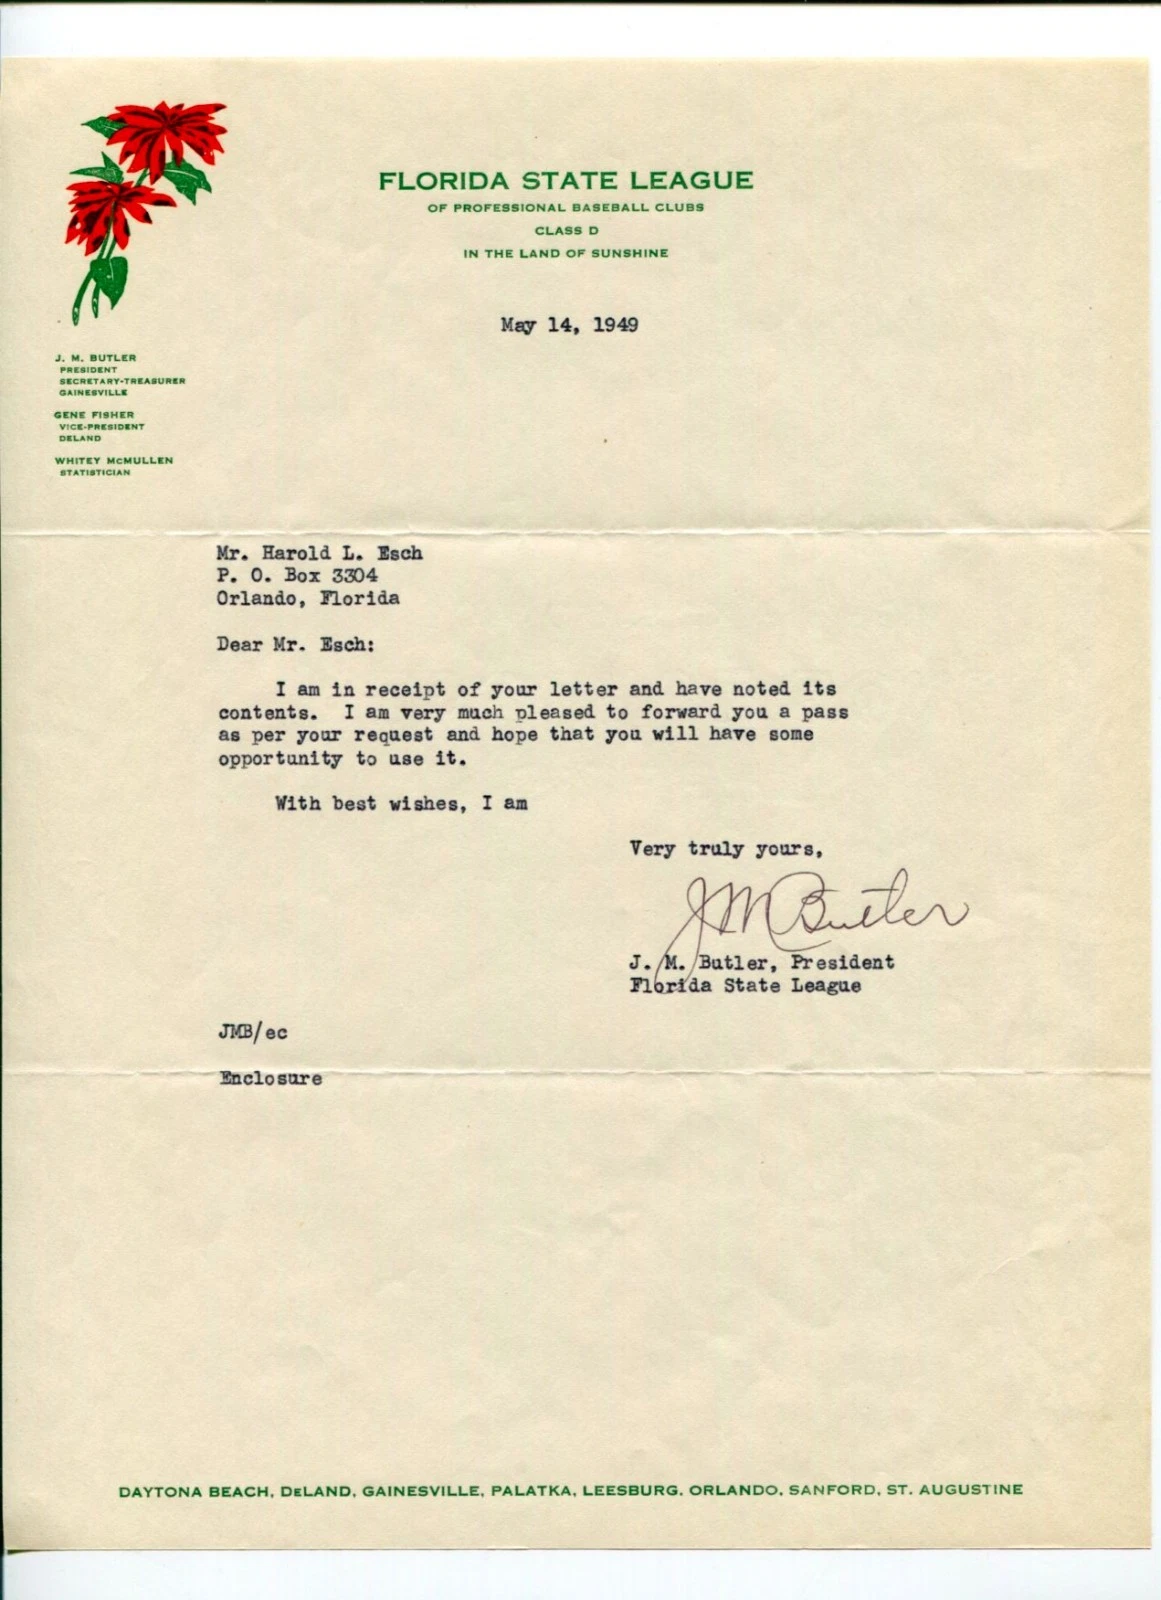 FLORIDA STATE LEAGUE
OF PROFESSIONAL BASEBALL CLUBS
CLASS D
IN THE LAND OF SUNSHINE
May 14, 1949
J. M. BUTLER
PRESIDENT
SECRETARY-TREASURER
GAINESVILLE
GENE FISHER
VICE-PRESIDENT
DELAND
WHITEY McMULLEN
STATISTICIAN
Mr. Harold L. Esch
P. O. Box 3304
Orlando, Florida
Dear Mr. Esch:
I am in receipt of your letter and have noted its
contents. I am very much pleased to forward you a pass
as per your request and hope that you will have some
opportunity to use it.
With best wishes, I am
Very truly yours,
J M Butler
J. M. Butler, President
Florida State League
JMB/ec
Enclosure
DAYTONA BEACH, DeLAND, GAINESVILLE, PALATKA, LEESBURG, ORLANDO, SANFORD, ST. AUGUSTINE